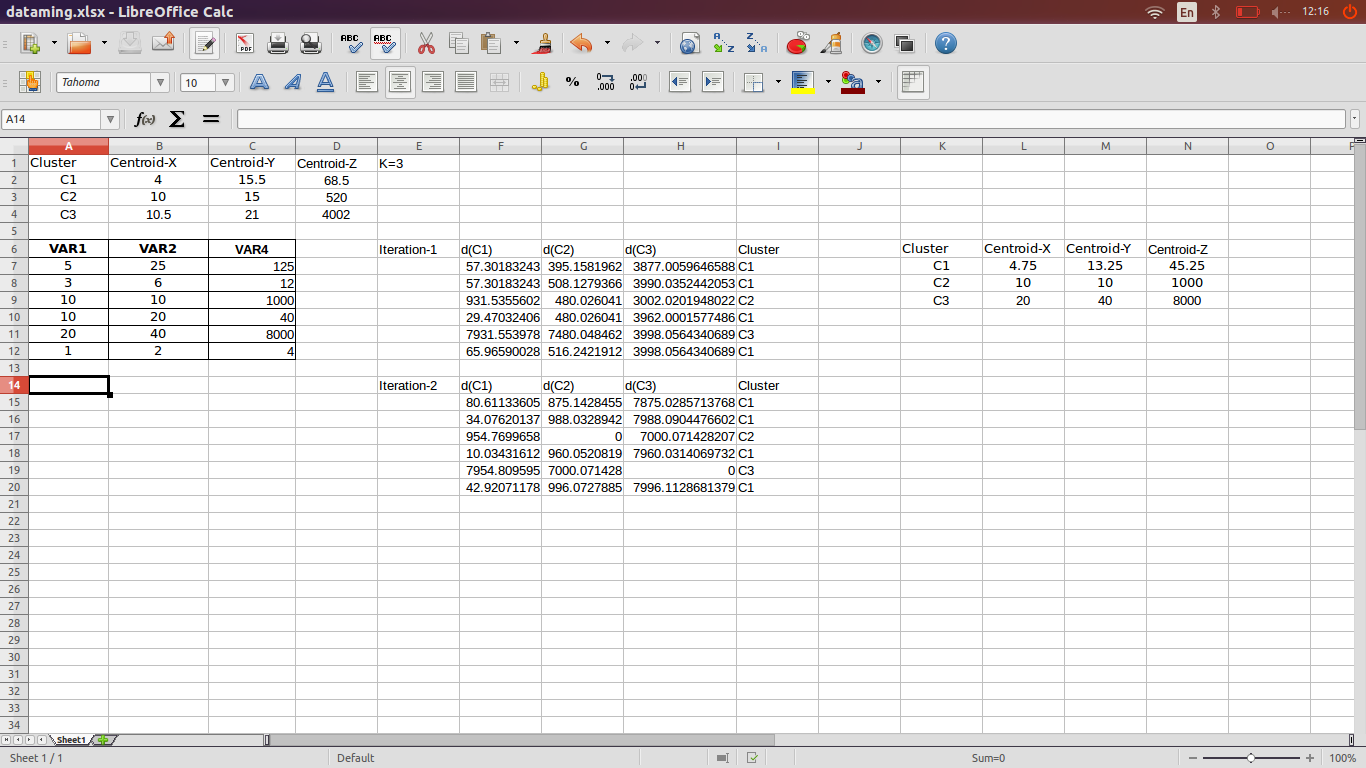 dataming.xlsx - LibreOffice Calc En 12:16
Tahoma 10
A14
A B C D E F G H I J K L M N O P
1 Cluster Centroid-X Centroid-Y Centroid-Z K=3
2 C1 4 15.5 68.5
3 C2 10 15 520
4 C3 10.5 21 4002
5
6 VAR1 VAR2 VAR4 Iteration-1 d(C1) d(C2) d(C3) Cluster Cluster Centroid-X Centroid-Y Centroid-Z
7 5 25 125 57.30183243 395.1581962 3877.0059646588 C1 C1 4.75 13.25 45.25
8 3 6 12 57.30183243 508.1279366 3990.0352442053 C1 C2 10 10 1000
9 10 10 1000 931.5355602 480.026041 3002.0201948022 C2 C3 20 40 8000
10 10 20 40 29.47032406 480.026041 3962.0001577486 C1
11 20 40 8000 7931.553978 7480.048462 3998.0564340689 C3
12 1 2 4 65.96590028 516.2421912 3998.0564340689 C1
13
14 Iteration-2 d(C1) d(C2) d(C3) Cluster
15 80.61133605 875.1428455 7875.0285713768 C1
16 34.07620137 988.0328942 7988.0904476602 C1
17 954.7699658 0 7000.071428207 C2
18 10.03431612 960.0520819 7960.0314069732 C1
19 7954.809595 7000.071428 0 C3
20 42.92071178 996.0727885 7996.1128681379 C1
21
22
23
24
25
26
27
28
29
30
31
32
33
34
Sheet1
Sheet 1 / 1 Default Sum=0 100%